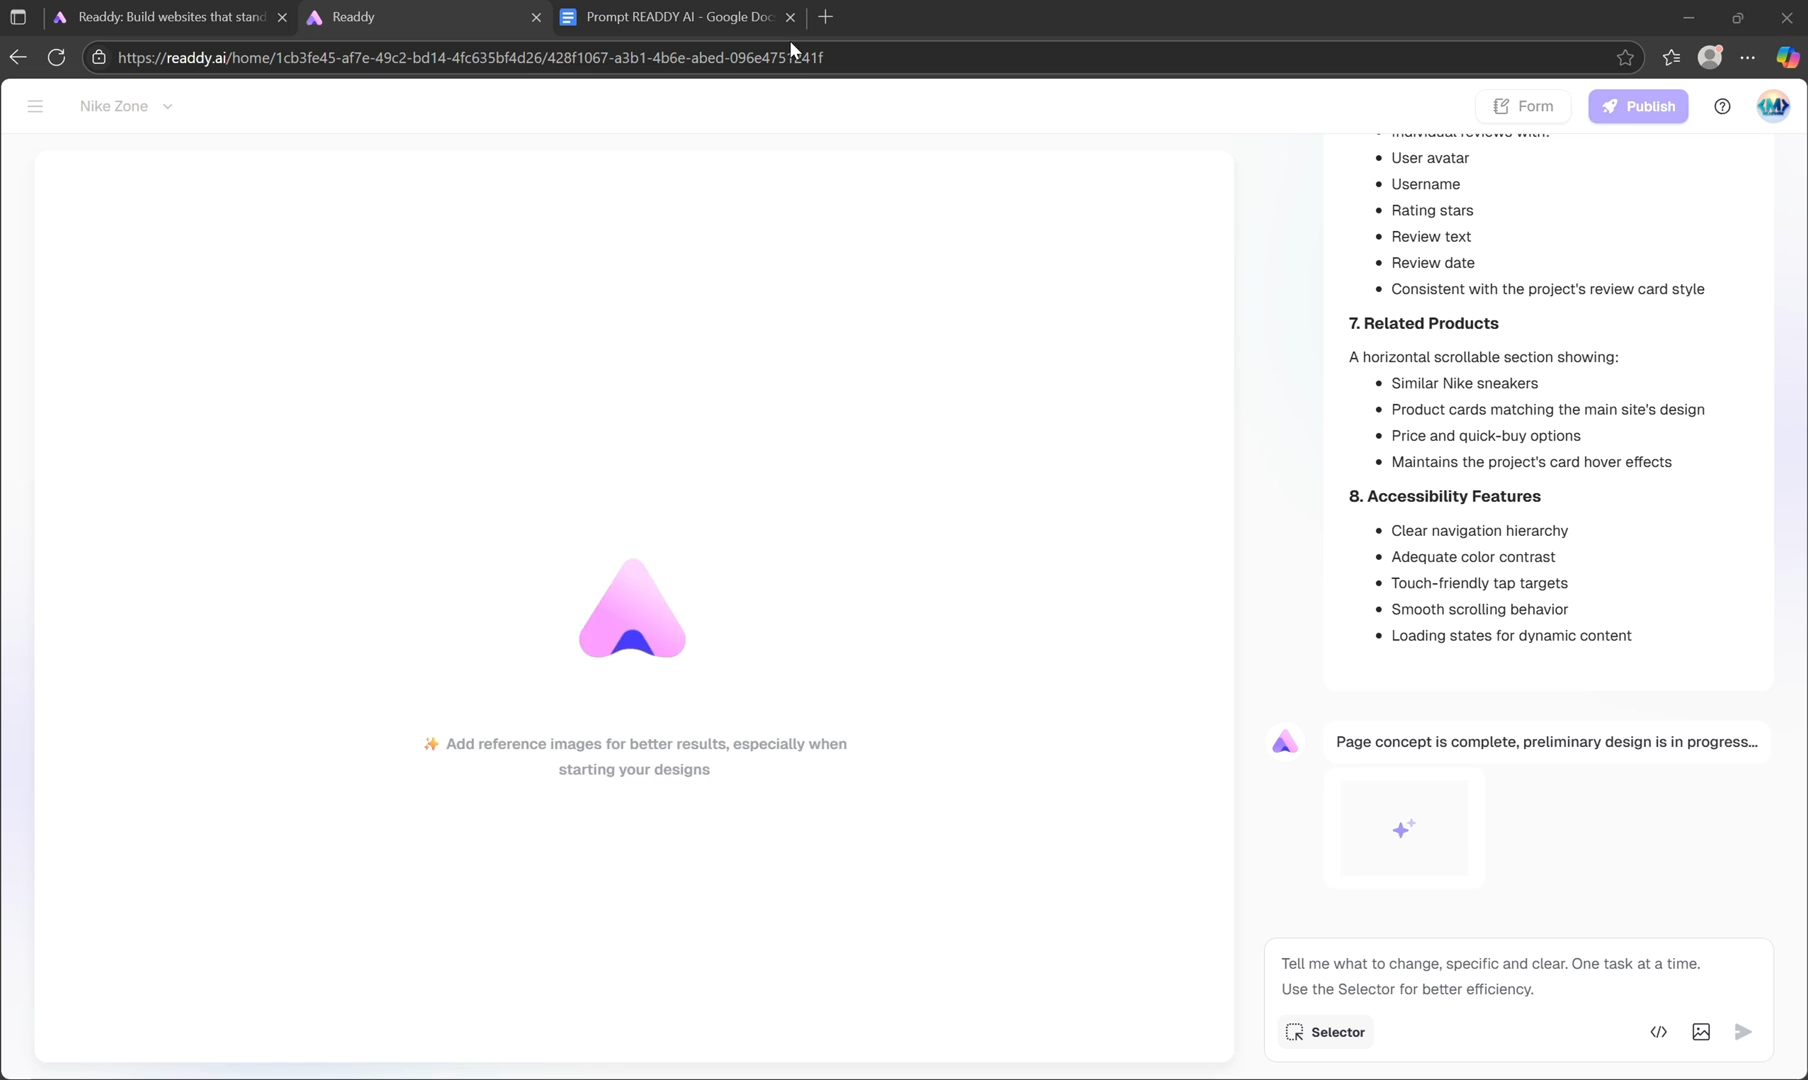 Readdy: Build websites that stand
Readdy
Prompt READDY AI - Google Doc
https://readdy.ai/home/1cb3fe45-af7e-49c2-bd14-4fc635bf4d26/428f1067-a3b1-4b6e-abed-096e4751241f
Nike Zone
Form
Publish
Individual reviews with:
• User avatar
• Username
• Rating stars
• Review text
• Review date
• Consistent with the project's review card style
7. Related Products
A horizontal scrollable section showing:
• Similar Nike sneakers
• Product cards matching the main site's design
• Price and quick-buy options
• Maintains the project's card hover effects
8. Accessibility Features
• Clear navigation hierarchy
• Adequate color contrast
• Touch-friendly tap targets
• Smooth scrolling behavior
• Loading states for dynamic content
✨ Add reference images for better results, especially when
starting your designs
Page concept is complete, preliminary design is in progress...
Tell me what to change, specific and clear. One task at a time.
Use the Selector for better efficiency.
Selector